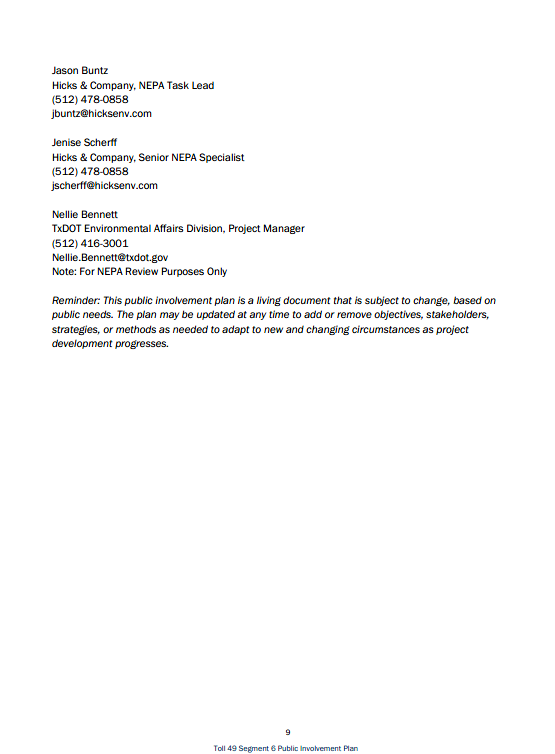 Jason Buntz
Hicks & Company, NEPA Task Lead
(512) 478-0858
jbuntz@hicksenv.com
Jenise Scherff
Hicks & Company, Senior NEPA Specialist
(512) 478-0858
jscherff@hicksenv.com
Nellie Bennett
TxDOT Environmental Affairs Division, Project Manager
(512) 416-3001
Nellie.Bennett@txdot.gov
Note: For NEPA Review Purposes Only
Reminder: This public involvement plan is a living document that is subject to change, based on
public needs. The plan may be updated at any time to add or remove objectives, stakeholders,
strategies, or methods as needed to adapt to new and changing circumstances as project
development progresses.
9
Toll 49 Segment 6 Public Involvement Plan